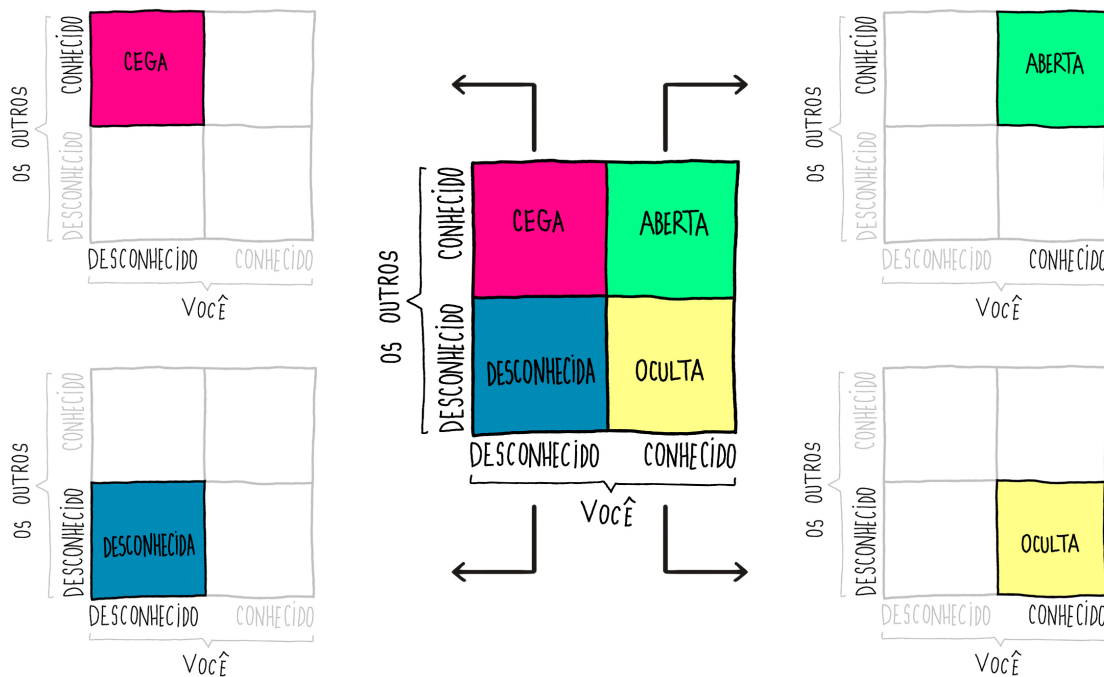 OS OUTROS
CONHECIDO
DESCONHECIDO
CEGA
DESCONHECIDO
CONHECIDO
VOCÊ
OS OUTROS
CONHECIDO
DESCONHECIDO
ABERTA
DESCONHECIDO
CONHECIDO
VOCÊ
OS OUTROS
CONHECIDO
DESCONHECIDO
CEGA
ABERTA
DESCONHECIDA
OCULTA
DESCONHECIDO
CONHECIDO
VOCÊ
OS OUTROS
CONHECIDO
DESCONHECIDO
DESCONHECIDA
DESCONHECIDO
CONHECIDO
VOCÊ
OS OUTROS
CONHECIDO
DESCONHECIDO
OCULTA
DESCONHECIDO
CONHECIDO
VOCÊ